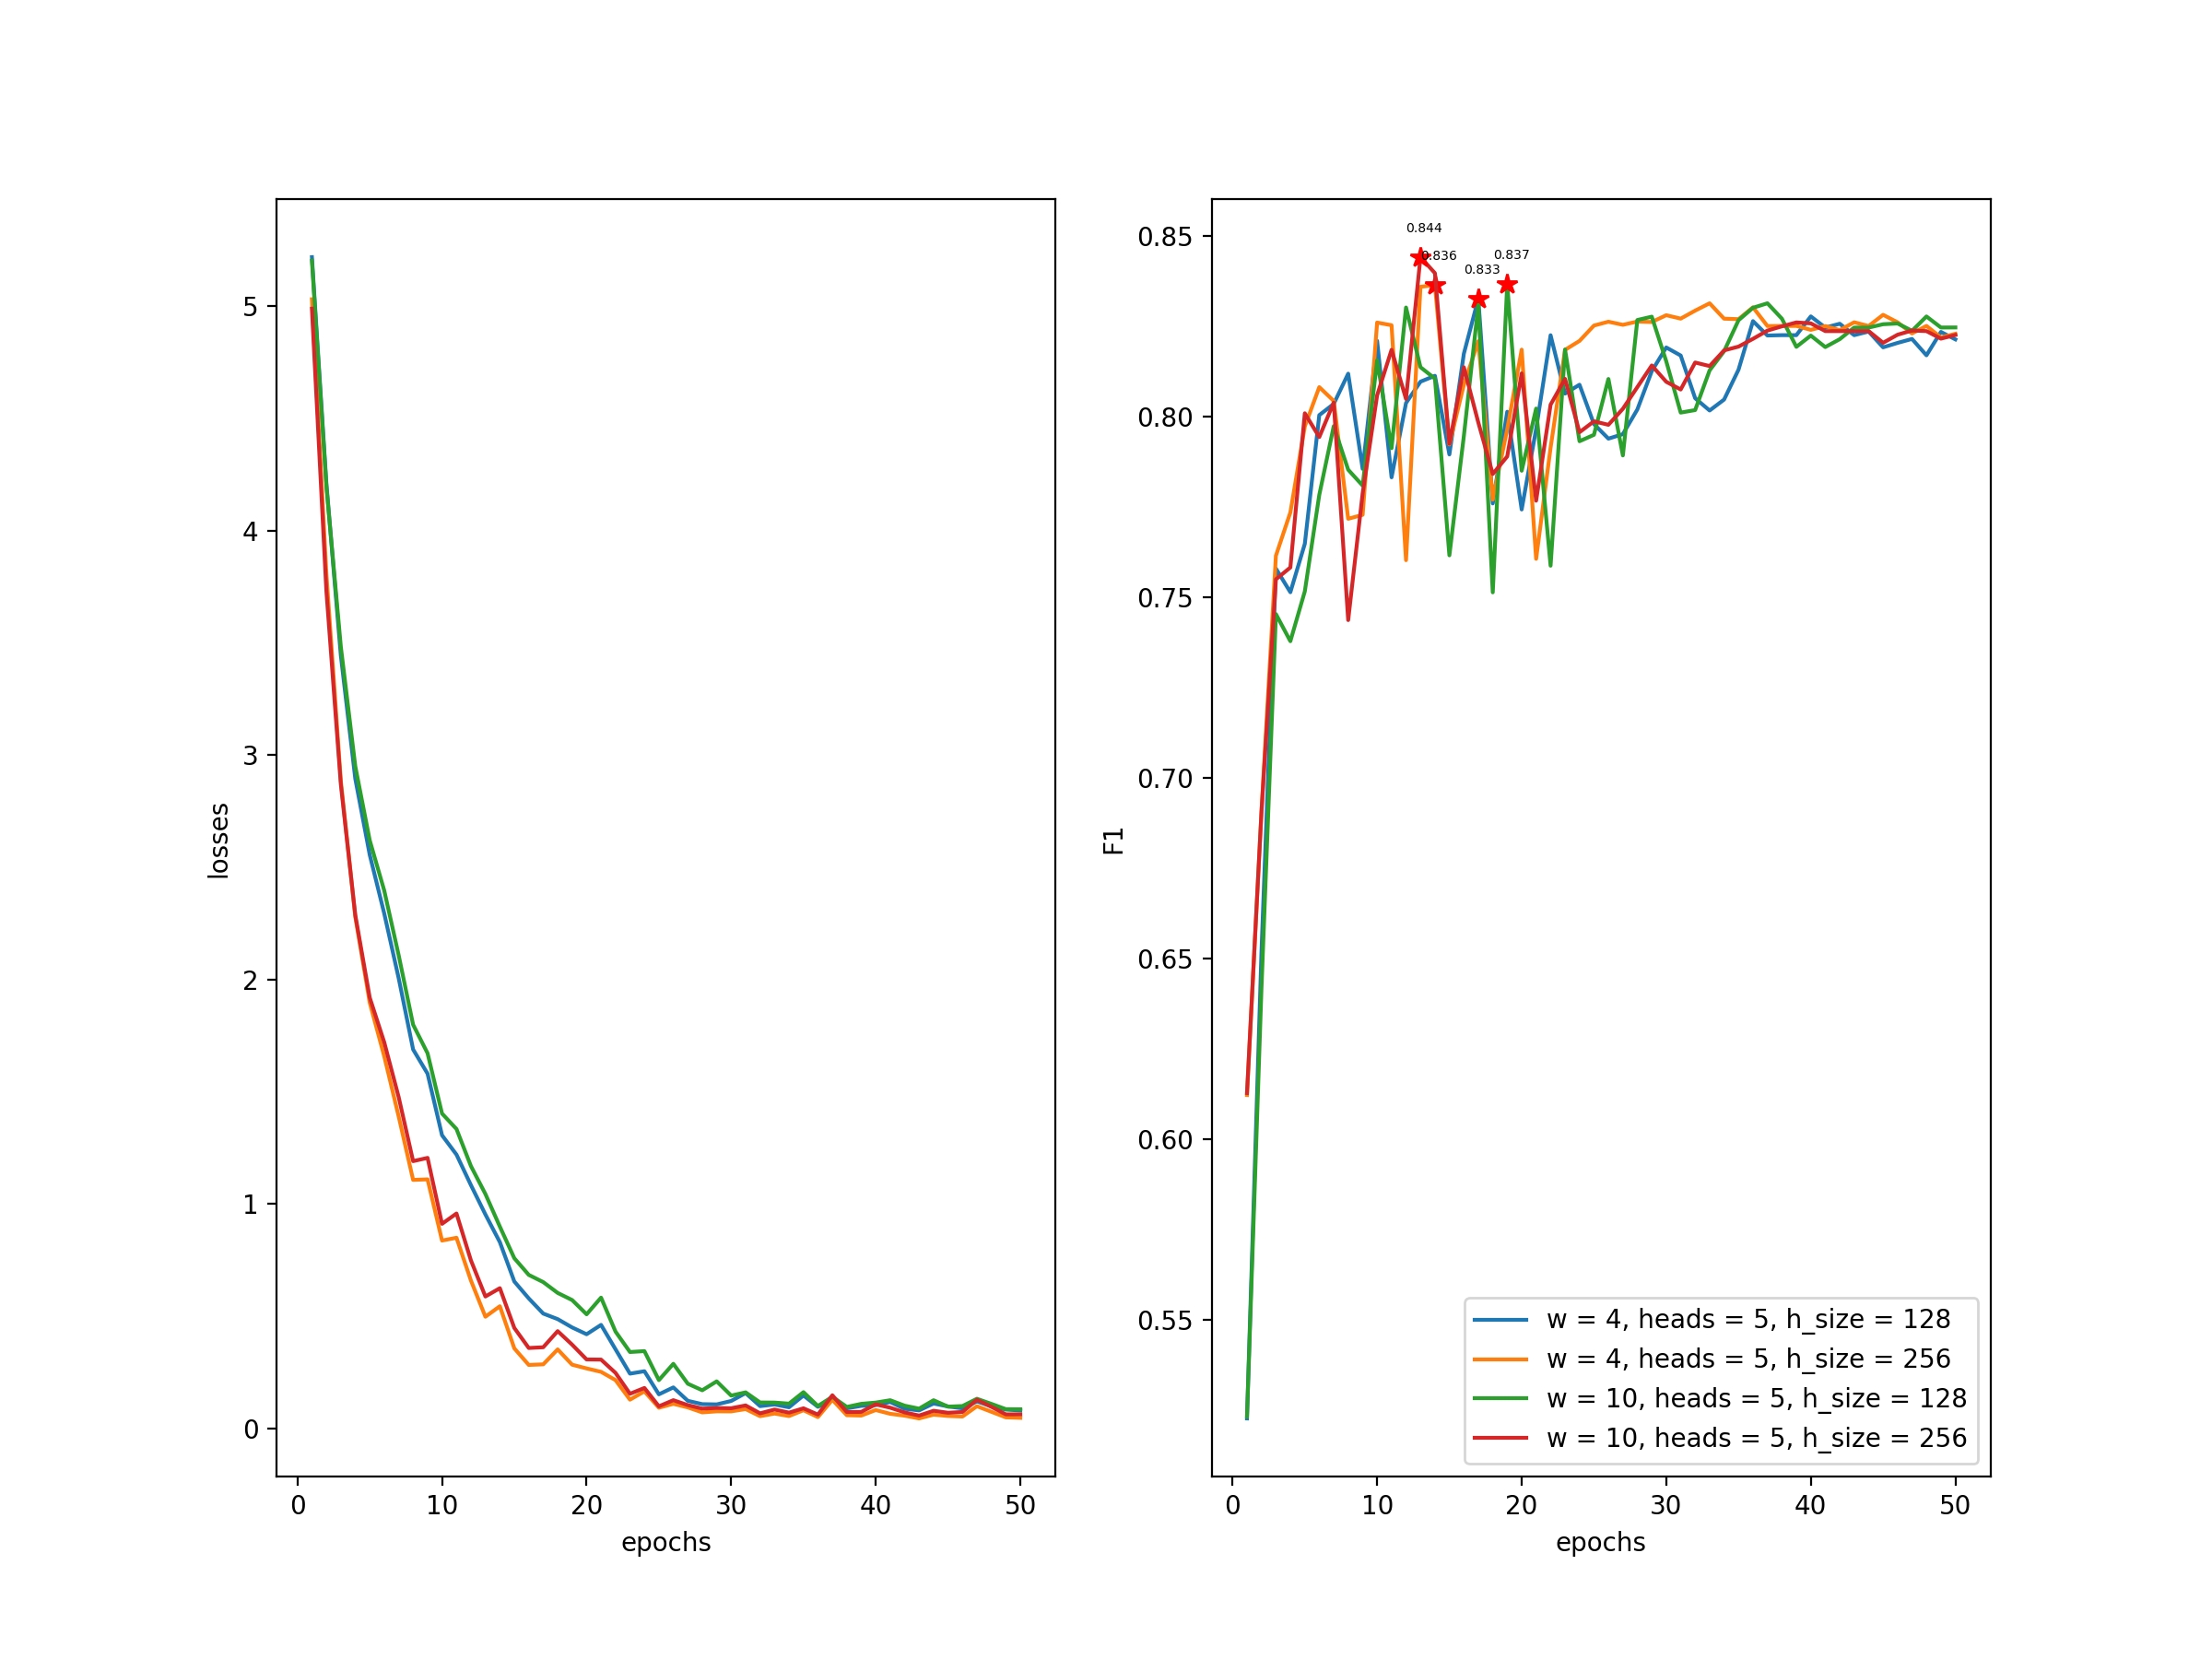 losses
5
4
3
2
1
0
0 10 20 30 40 50
epochs
F1
0.85
0.80
0.75
0.70
0.65
0.60
0.55
0.844
0.836
0.833
0.837
w = 4, heads = 5, h_size = 128
w = 4, heads = 5, h_size = 256
w = 10, heads = 5, h_size = 128
w = 10, heads = 5, h_size = 256
0 10 20 30 40 50
epochs